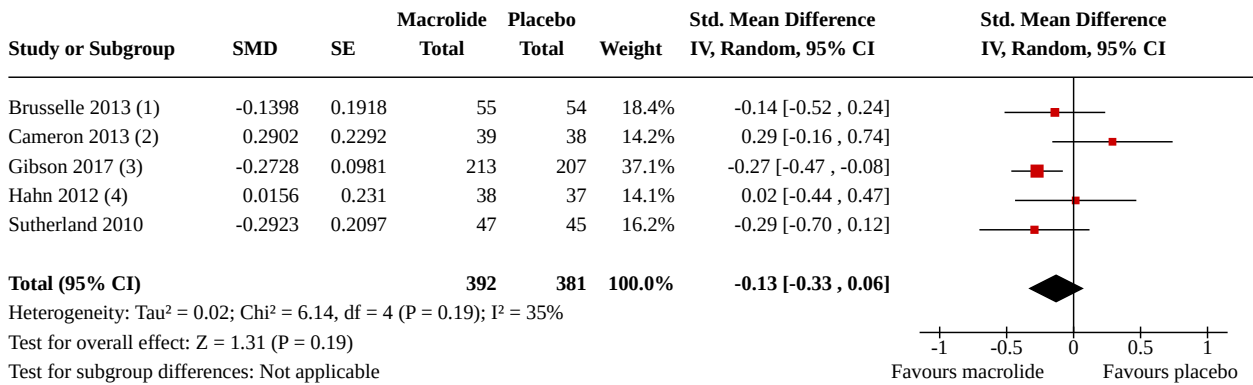 Macrolide Placebo Std. Mean Difference Std. Mean Difference
Study or Subgroup SMD SE Total Total Weight IV, Random, 95% CI IV, Random, 95% CI
Brusselle 2013 (1) -0.1398 0.1918 55 54 18.4% -0.14 [-0.52 , 0.24]
Cameron 2013 (2) 0.2902 0.2292 39 38 14.2% 0.29 [-0.16 , 0.74]
Gibson 2017 (3) -0.2728 0.0981 213 207 37.1% -0.27 [-0.47 , -0.08]
Hahn 2012 (4) 0.0156 0.231 38 37 14.1% 0.02 [-0.44 , 0.47]
Sutherland 2010 -0.2923 0.2097 47 45 16.2% -0.29 [-0.70 , 0.12]
Total (95% CI) 392 381 100.0% -0.13 [-0.33 , 0.06]
Heterogeneity: Tau² = 0.02; Chi² = 6.14, df = 4 (P = 0.19); I² = 35%
Test for overall effect: Z = 1.31 (P = 0.19) -1 -0.5 0 0.5 1
Test for subgroup differences: Not applicable Favours macrolide Favours placebo